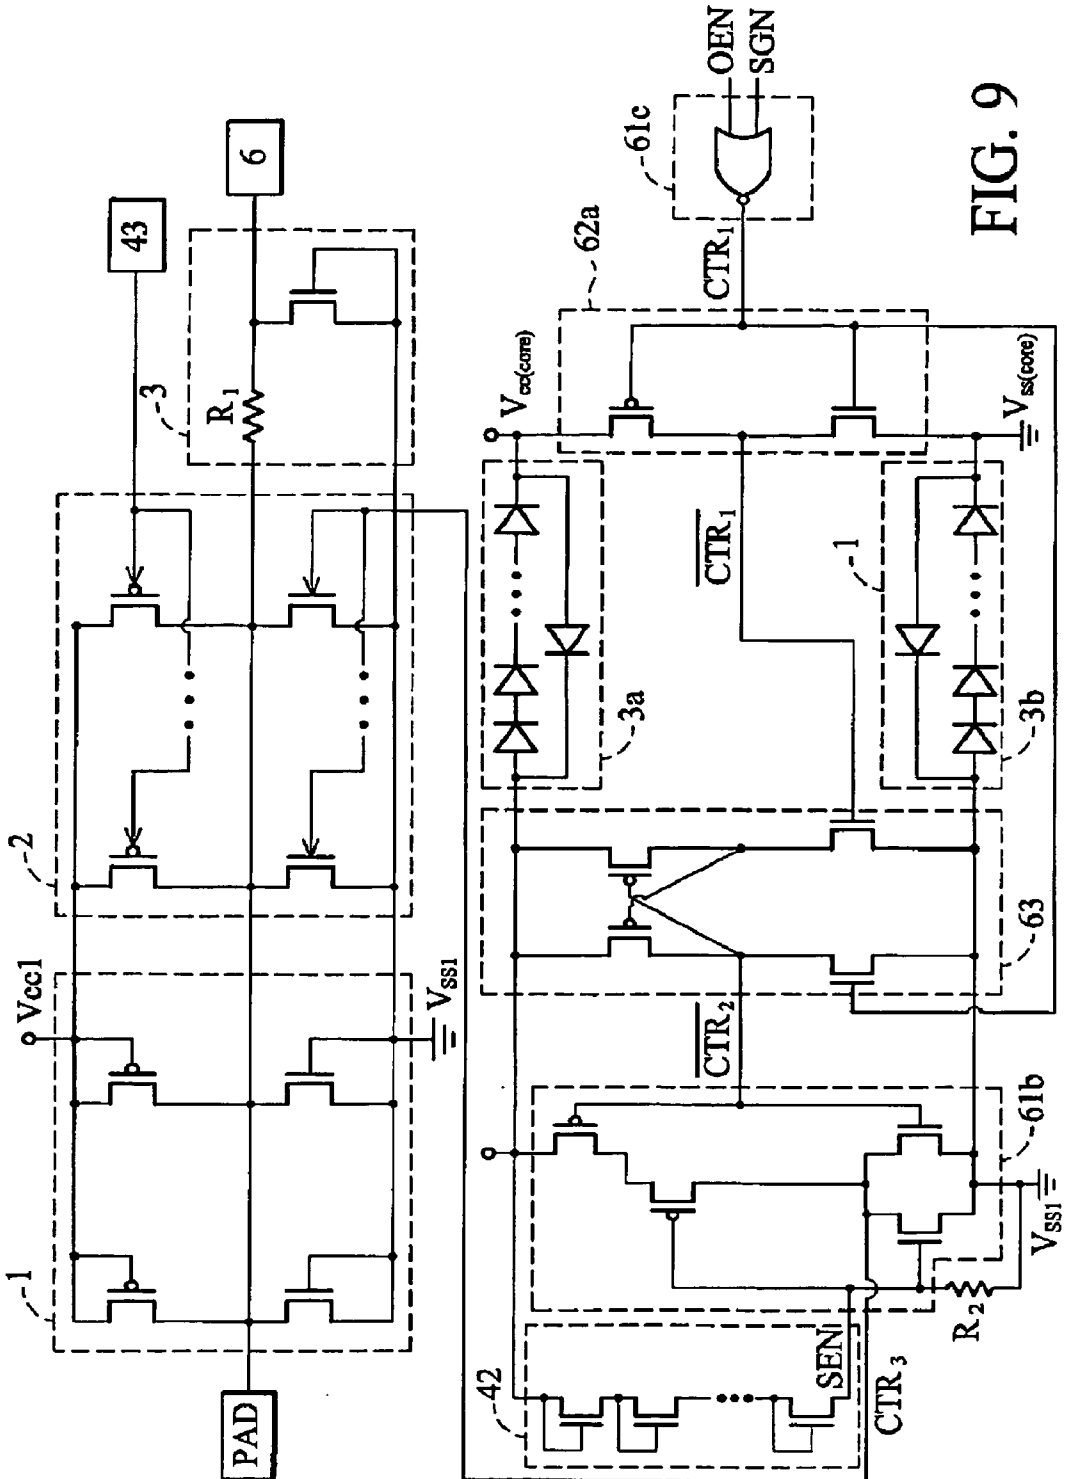 PAD
1
Vcc1
VSS1
2
43
3
R1
6
42
SEN
CTR3
R2
VSS1
61b
CTR2
63
3a
3b
1
CTR1
Vcc(core)
Vss(core)
62a
CTR1
61c
OEN
SGN
FIG. 9